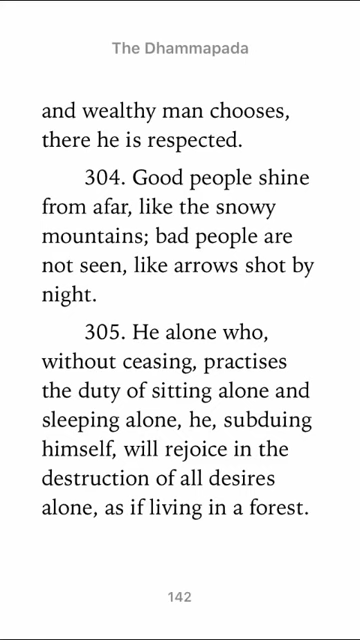 The Dhammapada
and wealthy man chooses,
there he is respected.
304. Good people shine
from afar, like the snowy
mountains; bad people are
not seen, like arrows shot by
night.
305. He alone who,
without ceasing, practises
the duty of sitting alone and
sleeping alone, he, subduing
himself, will rejoice in the
destruction of all desires
alone, as if living in a forest.
142